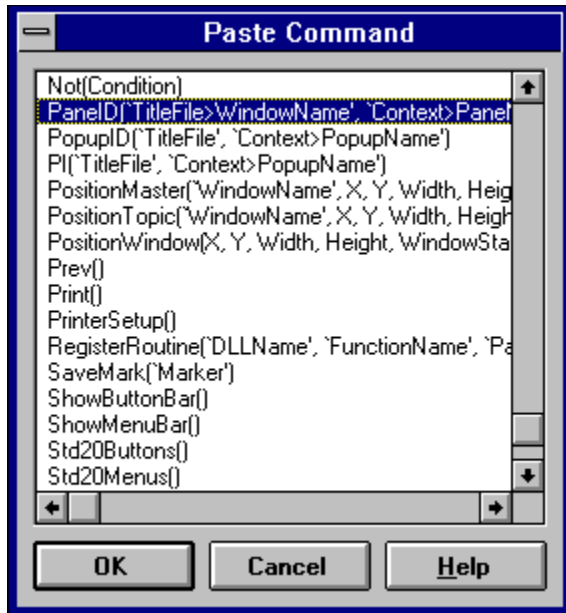 Paste Command
Not(Condition)
PanelD(`TitleFile>WindowName', `Context>Panel
PopupID(`TitleFile', `Context>PopupName')
PI(`TitleFile', `Context>PopupName')
PositionMaster(`WindowName', X, Y, Width, Heig
PositionTopic(`WindowName', X, Y, Width, Heigh
PositionWindow(X, Y, Width, Height, WindowSta
Prev()
Print()
PrinterSetup()
RegisterRoutine(`DLLName', `FunctionName', `Pa
SaveMark(`Marker')
ShowButtonBar()
ShowMenuBar()
Std20Buttons()
Std20Menus()
OK Cancel Help